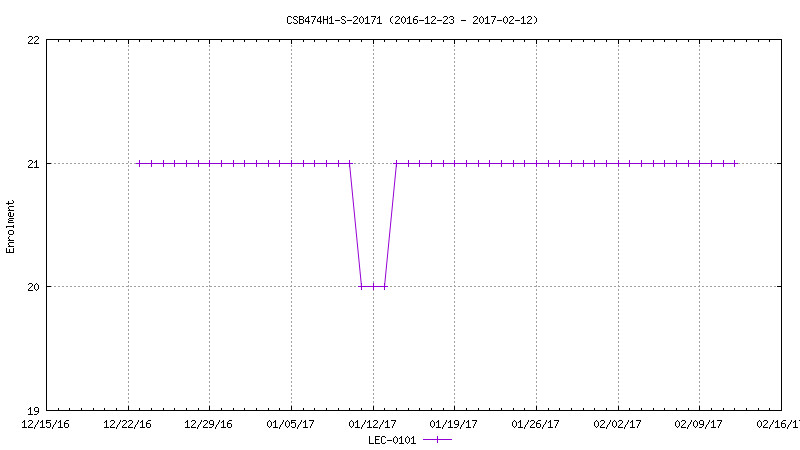 CSB474H1-S-20171 (2016-12-23 - 2017-02-12)
22
21
20
19
Enrolment
12/15/16 12/22/16 12/29/16 01/05/17 01/12/17 01/19/17 01/26/17 02/02/17 02/09/17 02/16/17
LEC-0101